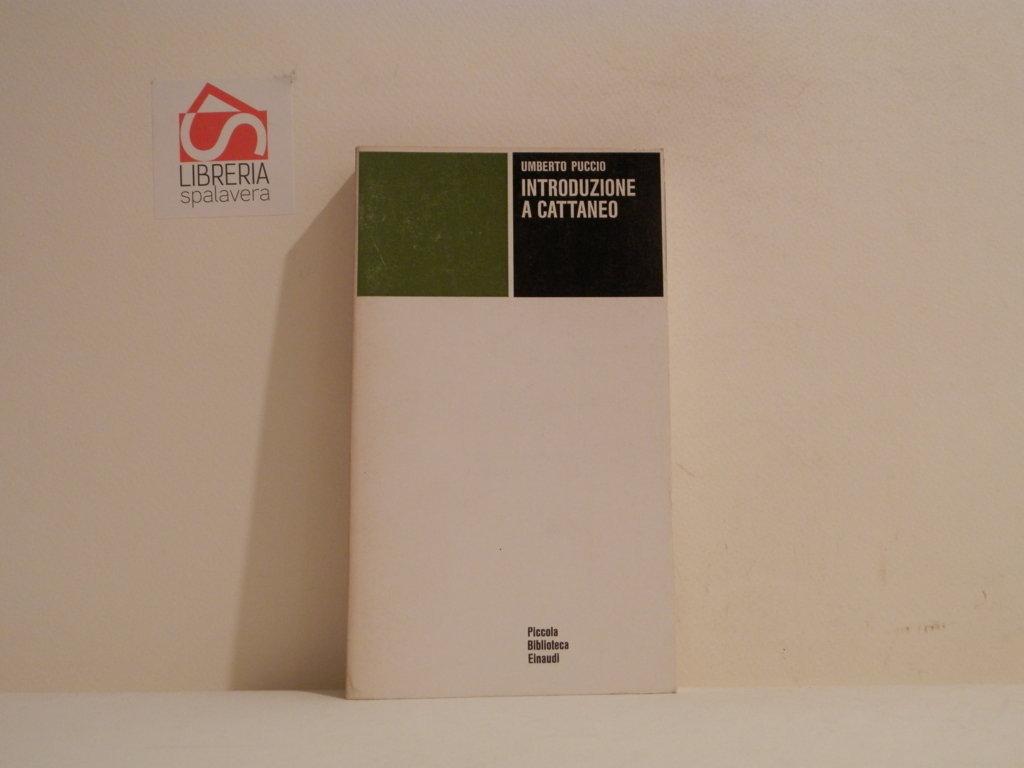 LIBRERIA
spalavera
UMBERTO PUCCIO
INTRODUZIONE
A CATTANEO
Piccola
Biblioteca
Einaudi